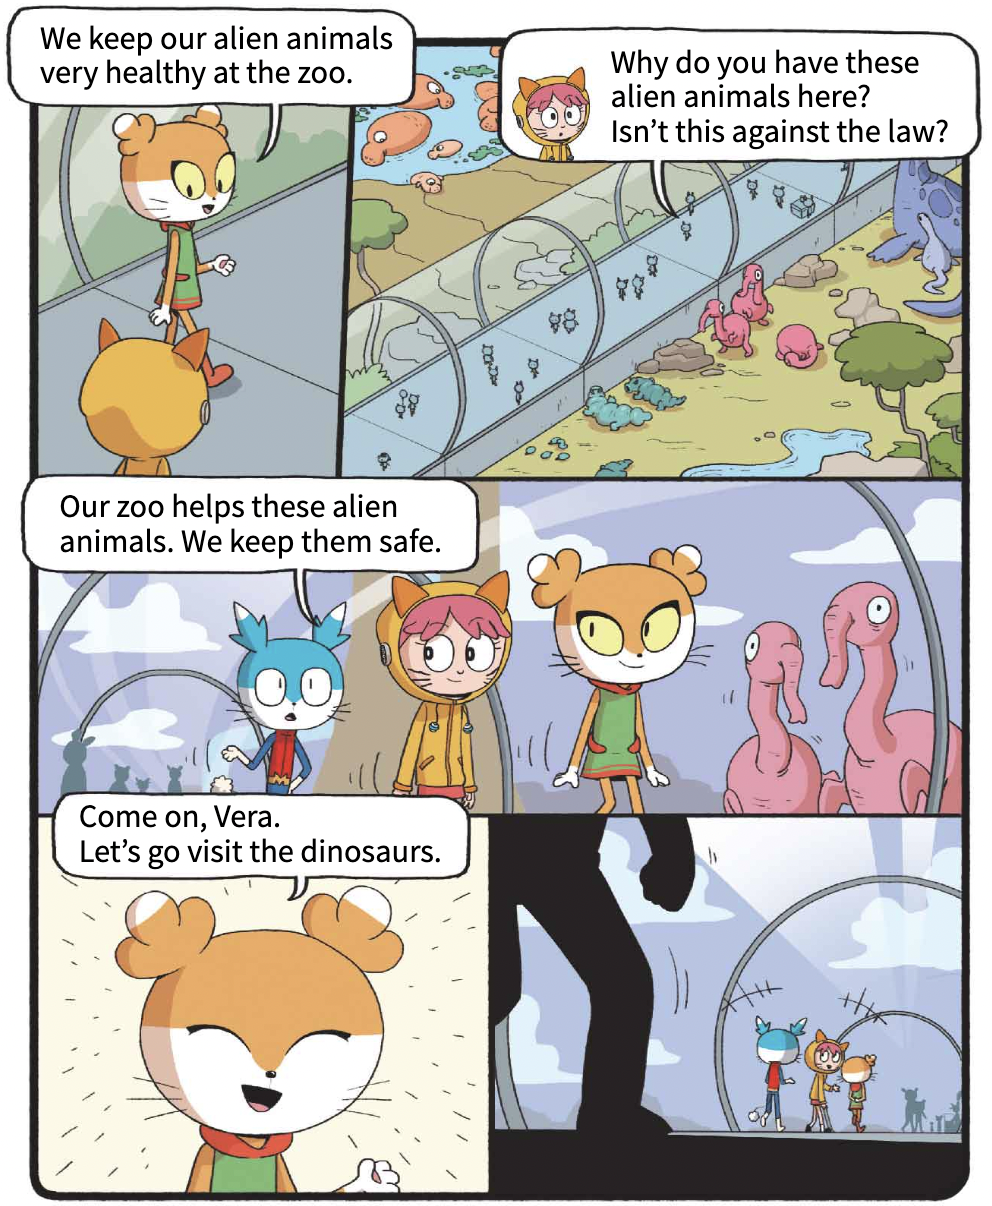 We keep our alien animals
very healthy at the zoo.
Why do you have these
alien animals here?
Isn't this against the law?
Our zoo helps these alien
animals. We keep them safe.
Come on, Vera.
Let's go visit the dinosaurs.